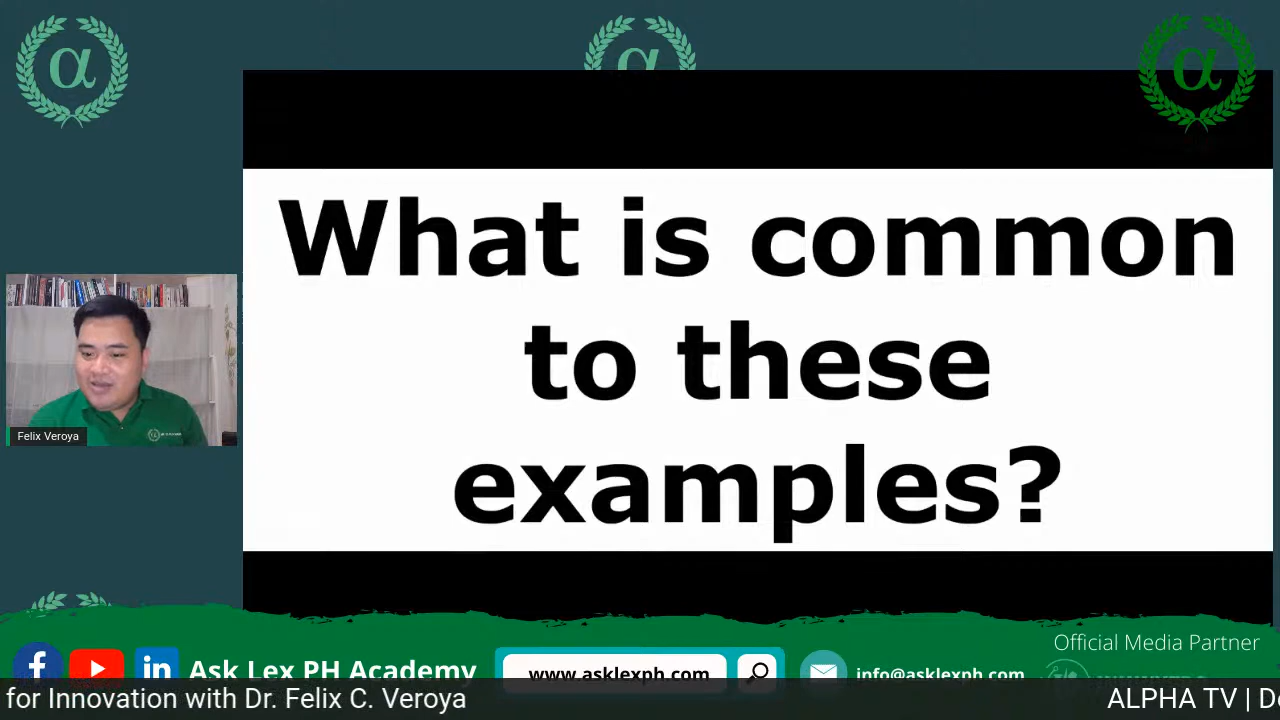 α
α
α
What is common
to these
examples?
Felix Veroya
Official Media Partner
f
in
Ask Lex PH Academy
www.asklexph.com
info@asklexph.com
for Innovation with Dr. Felix C. Veroya
ALPHA TV | D